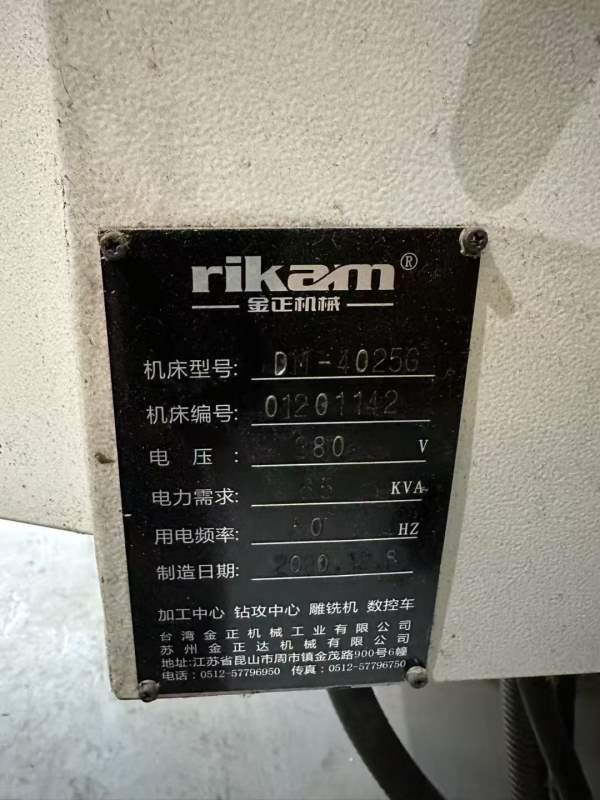 rikam®
金正机械
机床型号: DM-4025G
机床编号: 01201142
电 压: 380 V
电力需求: KVA
用电频率: HZ
制造日期:
加工中心 钻攻中心 雕铣机 数控车
台湾金正机械工业有限公司
苏州金正达机械有限公司
地址:江苏省昆山市周市镇金茂路900号6幢
电话:0512-57796950 传真:0512-57796750